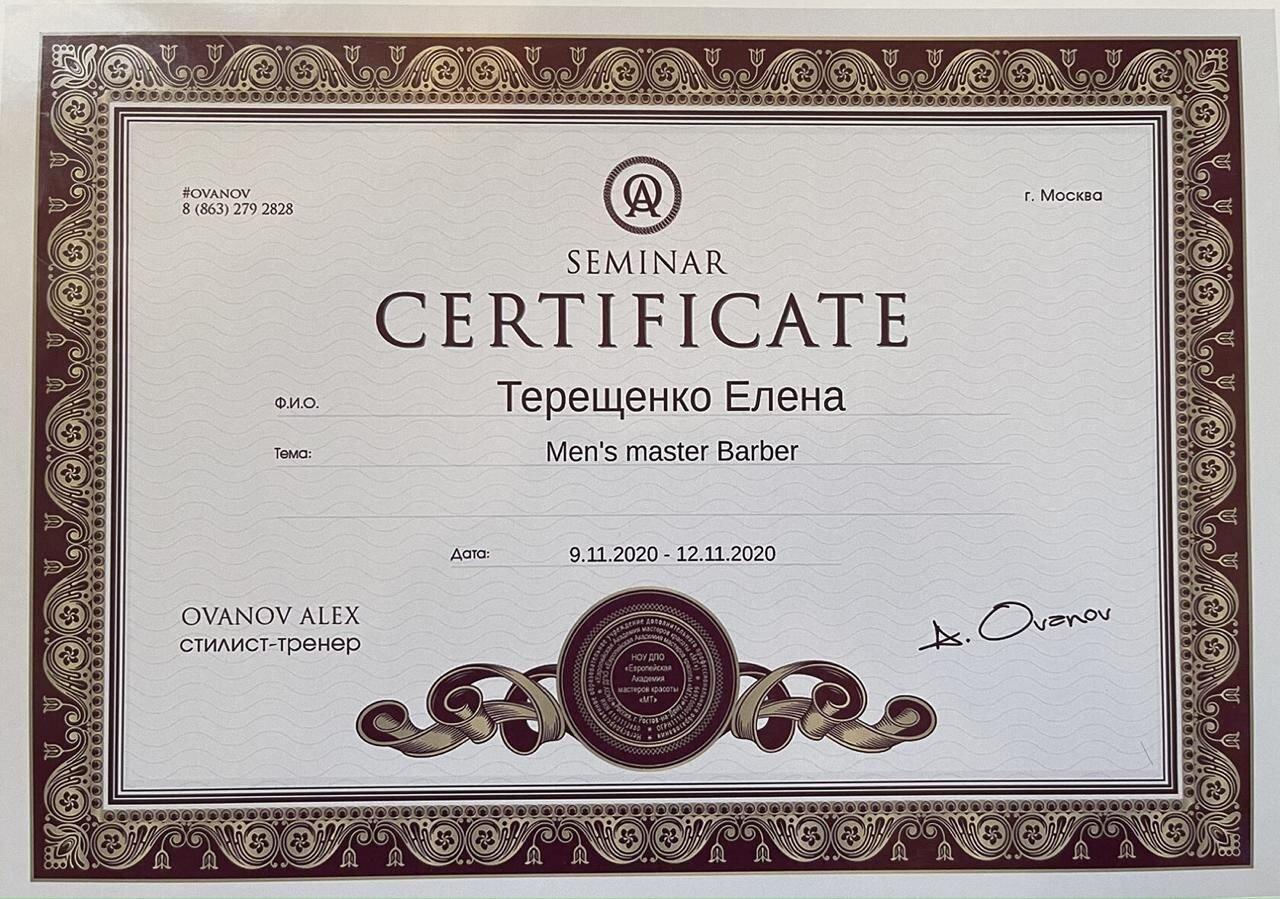 #OVANOV
8 (863) 279 2828
г. Москва
SEMINAR
CERTIFICATE
Ф.И.О.
Терещенко Елена
Тема:
Men's master Barber
Дата:
9.11.2020 - 12.11.2020
OVANOV ALEX
стилист-тренер
A. Ovanov
НОУ ДПО
«Европейская
Академия
мастеров красоты
«МТ»